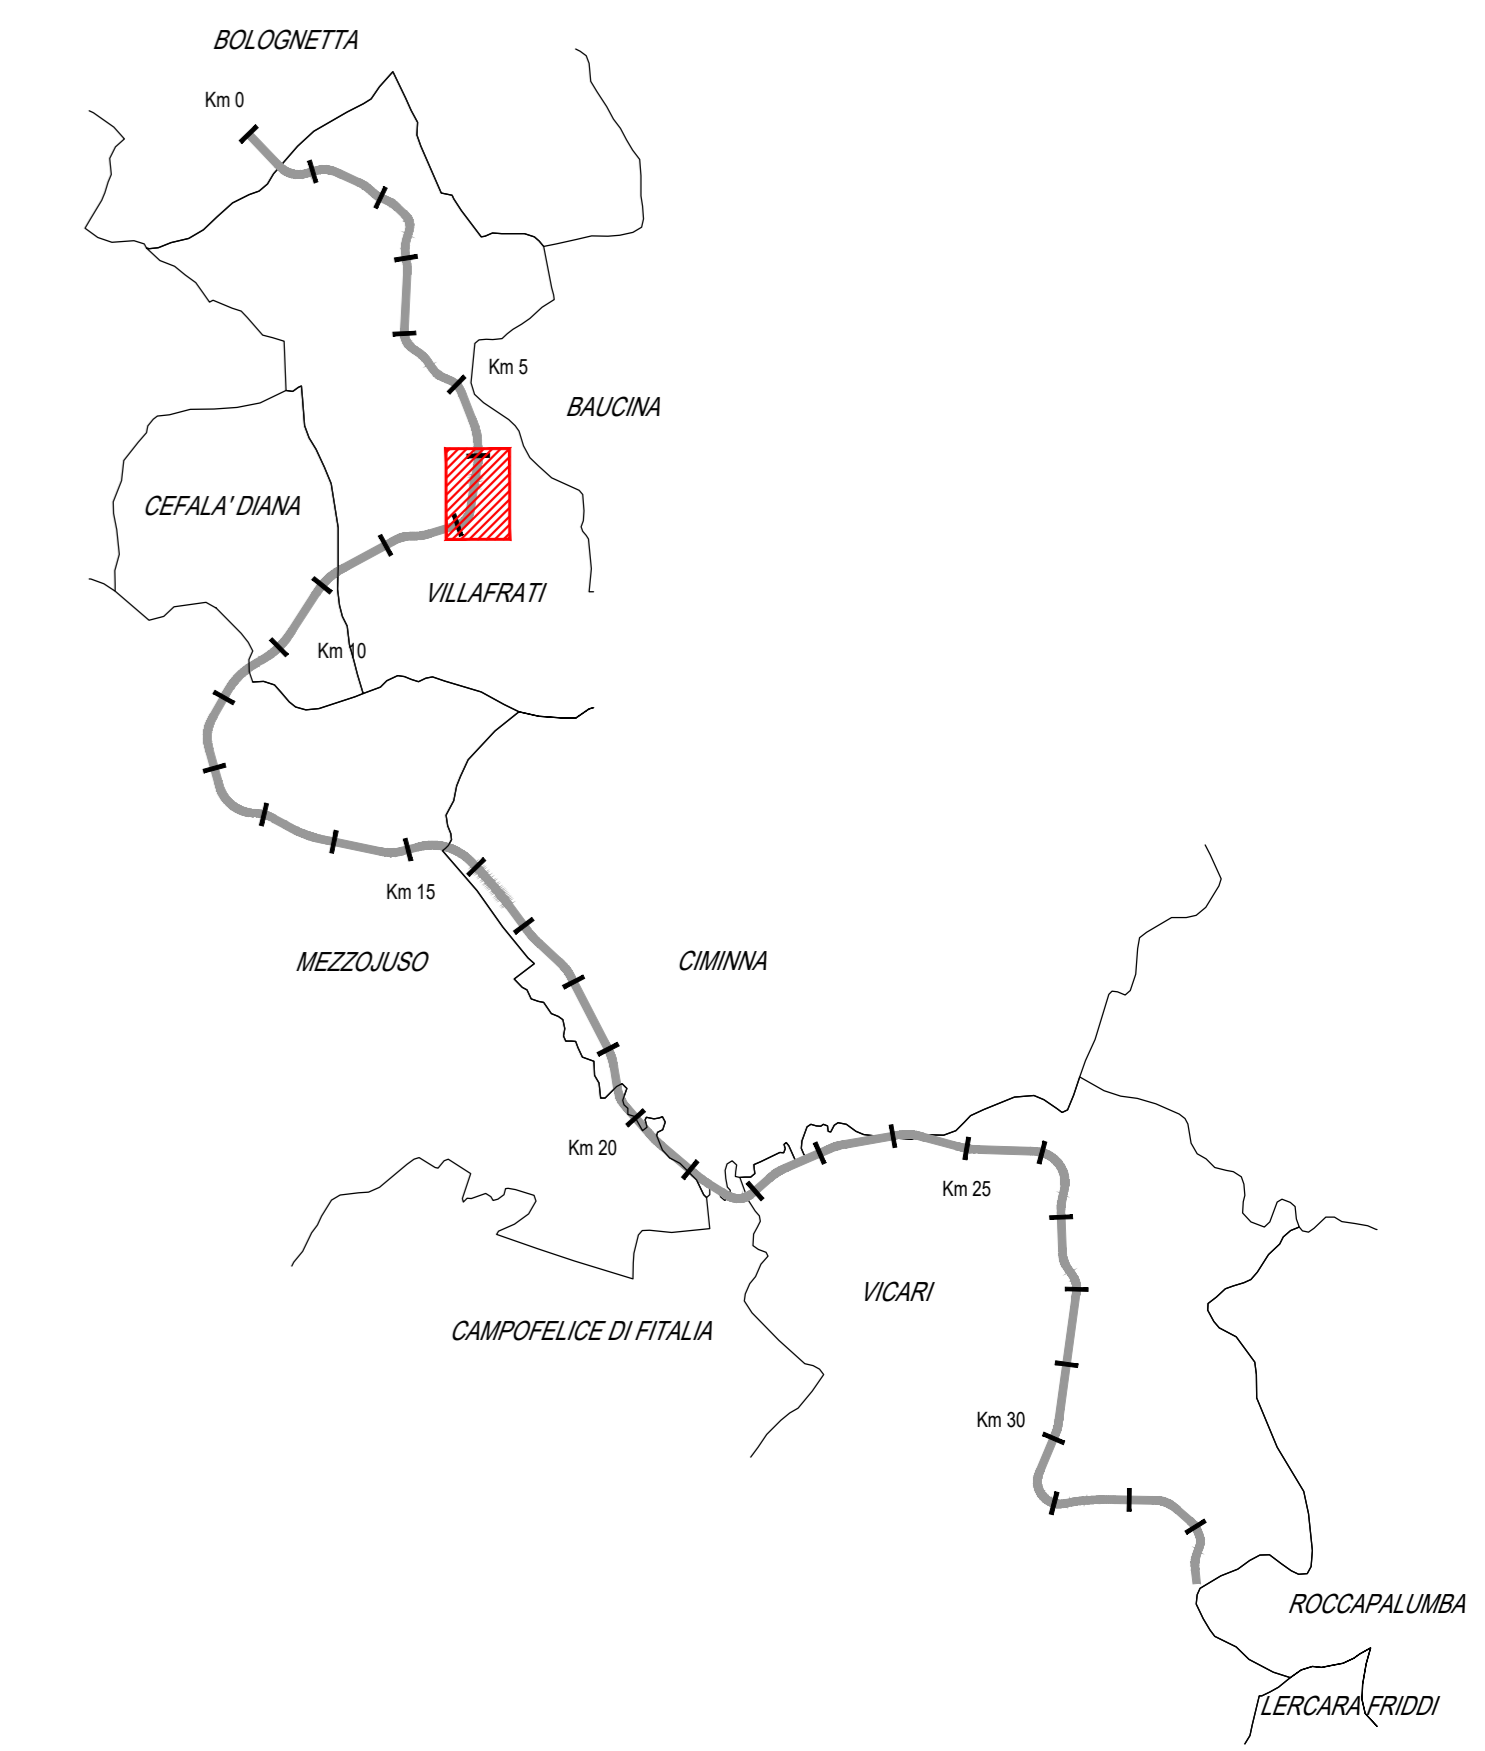 BOLOGNETTA
Km 0
Km 5
BAUCINA
CEFALA' DIANA
VILLAFRATI
Km 10
Km 15
MEZZOJUSO
CIMINNA
Km 20
Km 25
VICARI
CAMPOFELICE DI FITALIA
Km 30
ROCCAPALUMBA
LERCARA FRIDDI